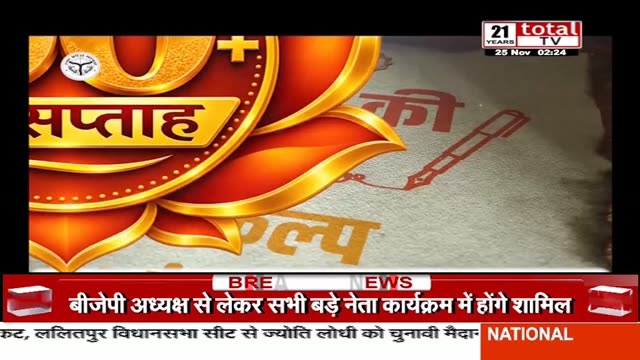 21 YEARS total TV
25 Nov 02:24
सप्ताह
की
BRE NEWS
बीजेपी अध्यक्ष से लेकर सभी बड़े नेता कार्यक्रम में होंगे शामिल
ललितपुर विधानसभा सीट से ज्योति लोधी को चुनावी मैदा-
NATIONAL